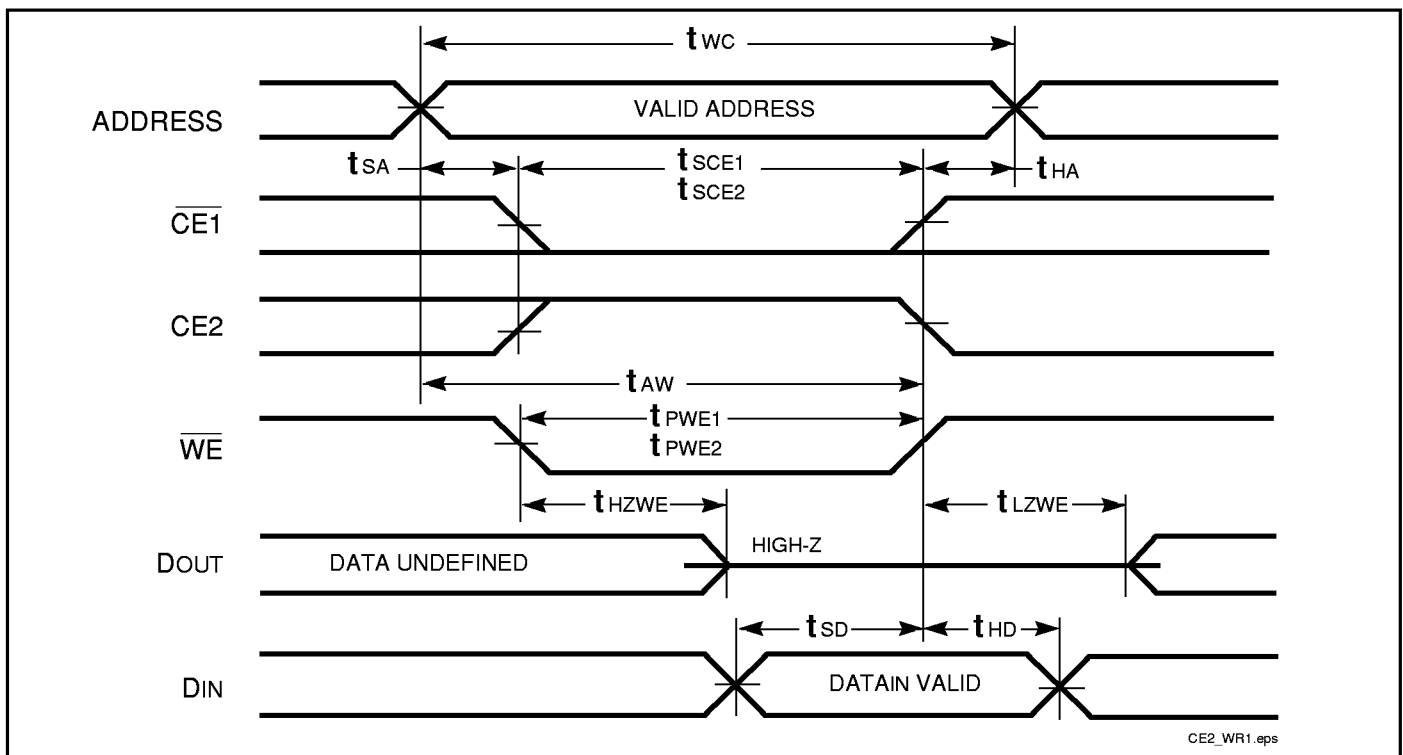 tWC
ADDRESS
VALID ADDRESS
tSA
tSCE1
tSCE2
tHA
CE1
CE2
tAW
WE
tPWE1
tPWE2
tHZWE
tLZWE
DOUT
DATA UNDEFINED
HIGH-Z
tSD
tHD
DIN
DATAIN VALID
CE2_WR1.eps